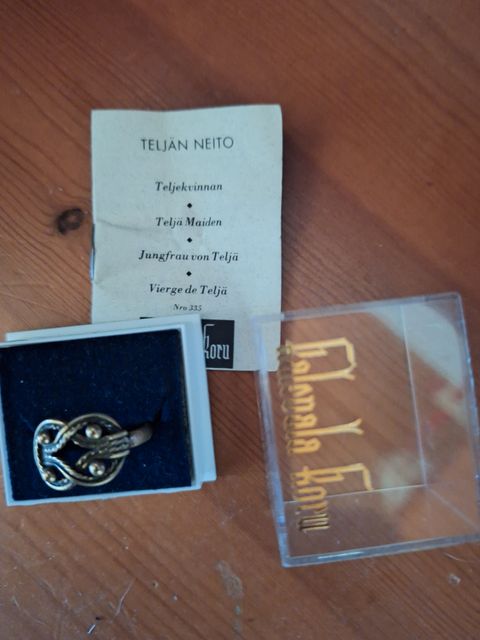 TELJÄN NEITO
Teljekvinnan
Teljä Maiden
Jungfrau von Teljä
Vierge de Teljä
Nro 335
Koru
Kalevala Koru